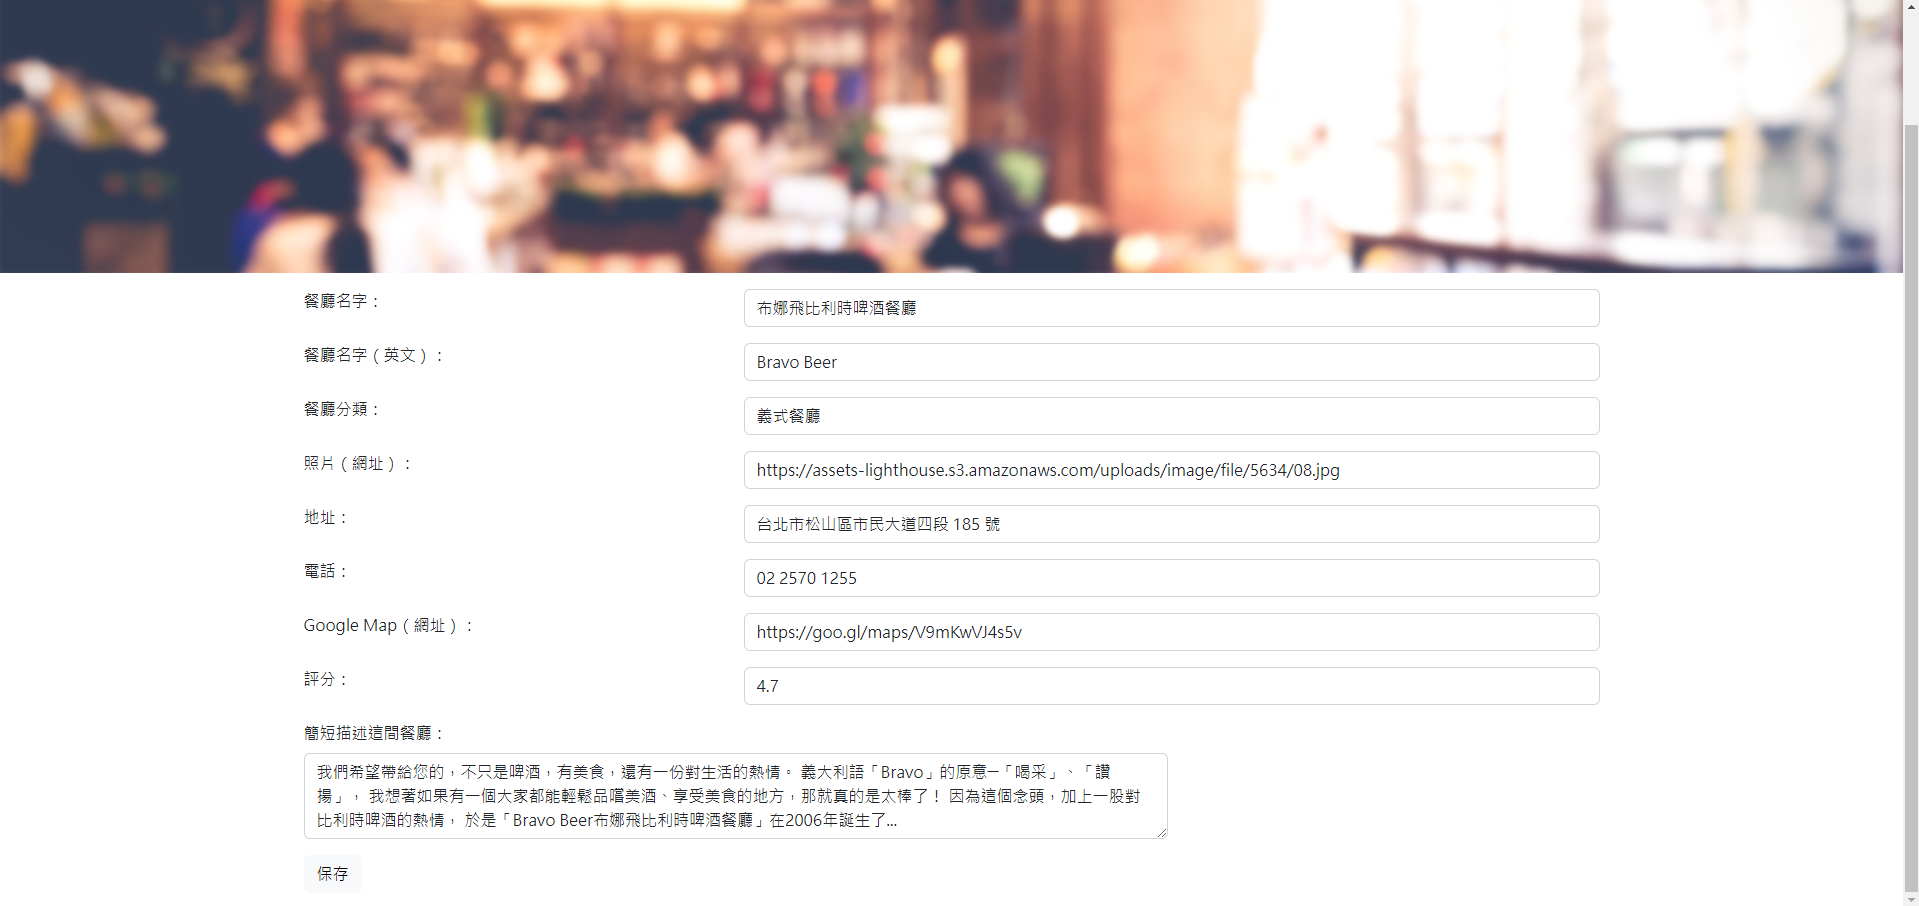 餐廳名字：
布娜飛比利時啤酒餐廳
餐廳名字（英文）：
Bravo Beer
餐廳分類：
義式餐廳
照片（網址）：
https://assets-lighthouse.s3.amazonaws.com/uploads/image/file/5634/08.jpg
地址：
台北市松山區市民大道四段 185 號
電話：
02 2570 1255
Google Map（網址）：
https://goo.gl/maps/V9mKwVJ4s5v
評分：
4.7
簡短描述這間餐廳：
我們希望帶給您的，不只是啤酒，有美食，還有一份對生活的熱情。 義大利語「Bravo」的原意─「喝采」、「讚
揚」， 我想著如果有一個大家都能輕鬆品嚐美酒、享受美食的地方，那就真的是太棒了！ 因為這個念頭，加上一股對
比利時啤酒的熱情， 於是「Bravo Beer布娜飛比利時啤酒餐廳」在2006年誕生了...
保存